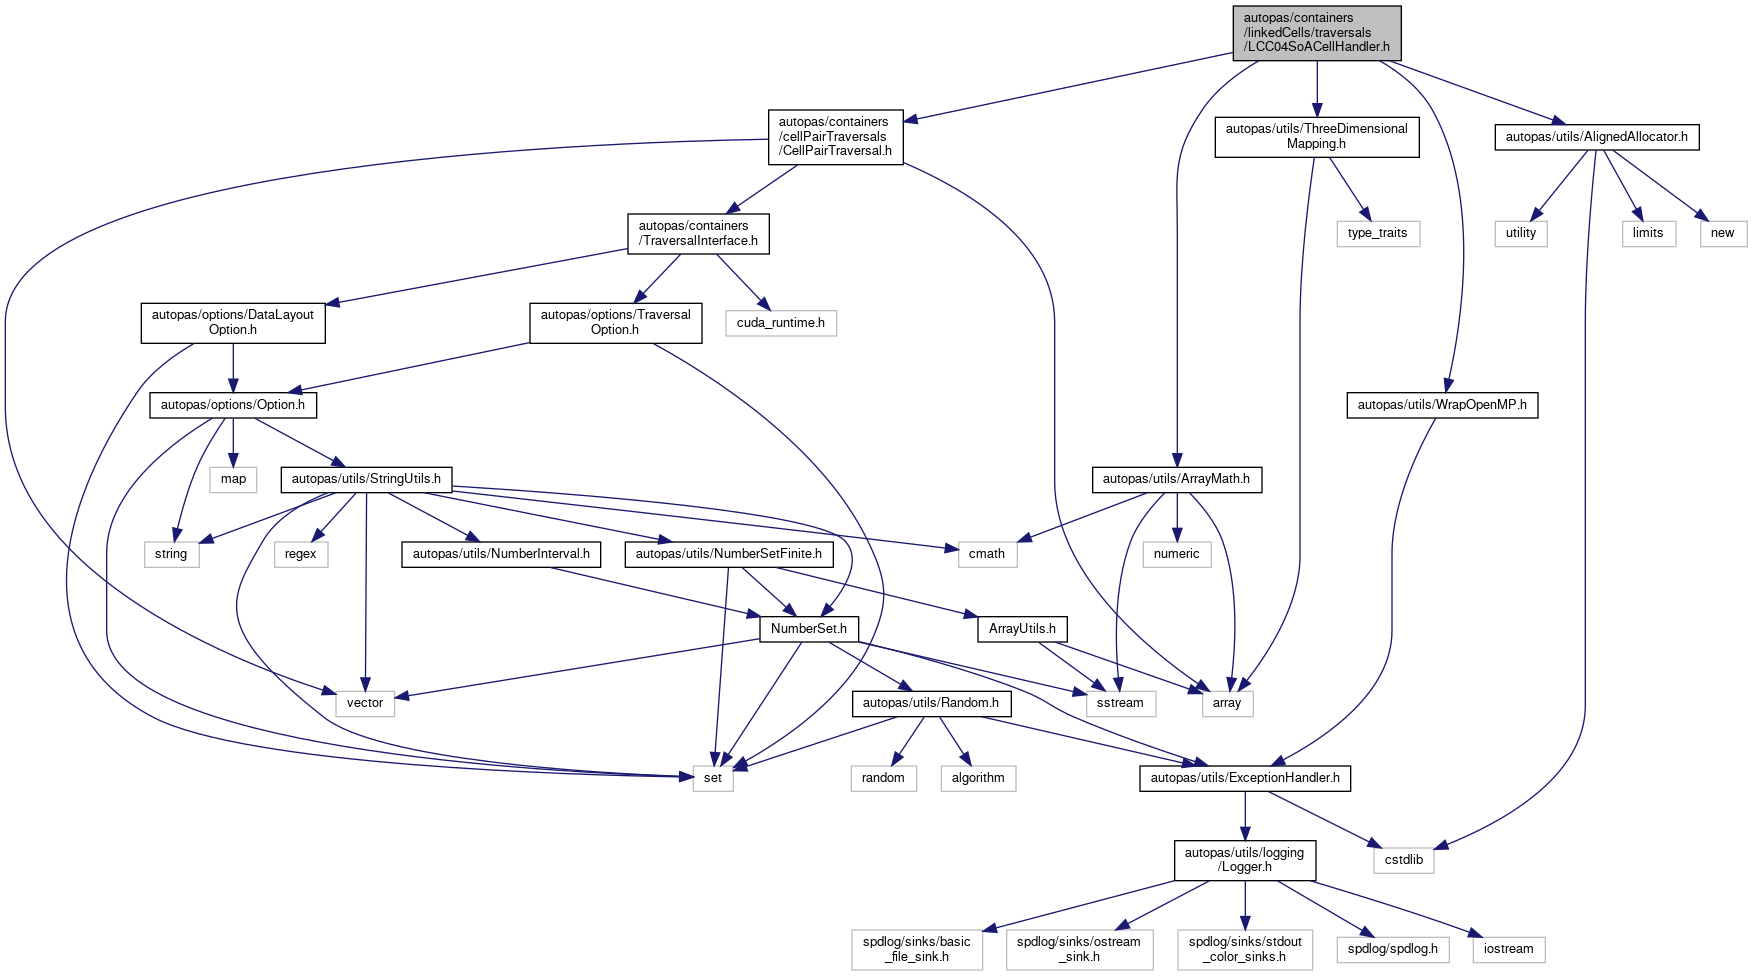 autopas/containers
/linkedCells/traversals
/LCC04SoACellHandler.h
autopas/containers
/cellPairTraversals
/CellPairTraversal.h
autopas/utils/ThreeDimensional
Mapping.h
autopas/utils/AlignedAllocator.h
autopas/containers
/TraversalInterface.h
type_traits
utility
limits
new
autopas/options/DataLayout
Option.h
autopas/options/Traversal
Option.h
cuda_runtime.h
autopas/options/Option.h
autopas/utils/WrapOpenMP.h
map
autopas/utils/StringUtils.h
autopas/utils/ArrayMath.h
string
regex
autopas/utils/NumberInterval.h
autopas/utils/NumberSetFinite.h
cmath
numeric
NumberSet.h
ArrayUtils.h
vector
autopas/utils/Random.h
sstream
array
set
random
algorithm
autopas/utils/ExceptionHandler.h
autopas/utils/logging
/Logger.h
cstdlib
spdlog/sinks/basic
_file_sink.h
spdlog/sinks/ostream
_sink.h
spdlog/sinks/stdout
_color_sinks.h
spdlog/spdlog.h
iostream